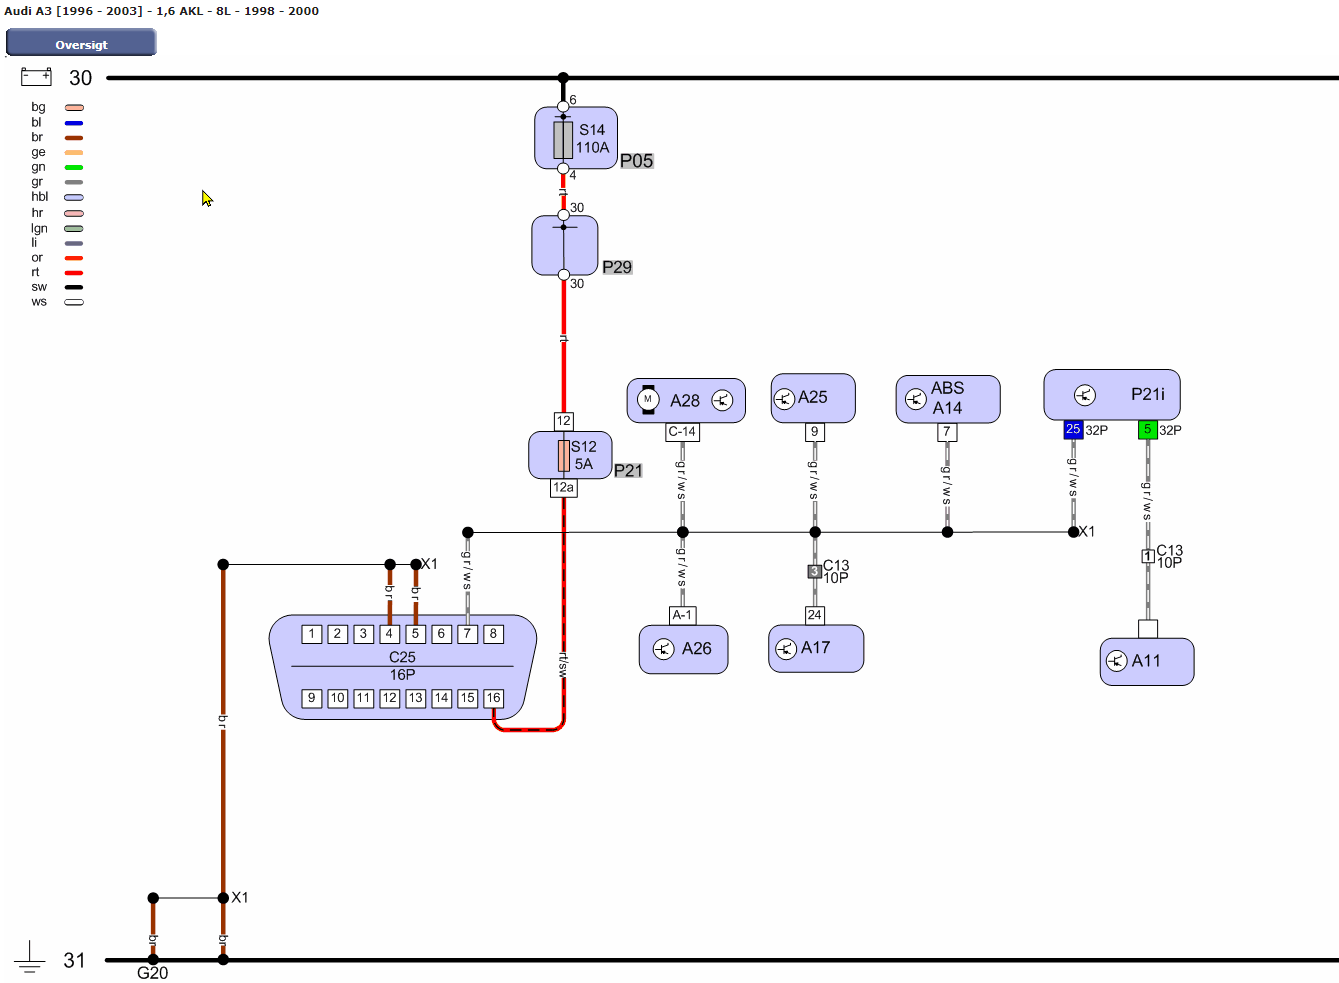 Audi A3 [1996 - 2003] - 1,6 AKL - 8L - 1998 - 2000
Oversigt
30
bg
bl
br
ge
gn
gr
hbl
hr
lgn
li
or
rt
sw
ws
6
S14
110A
P05
4
rt
30
P29
30
rt
12
S12
5A
P21
12a
M
A28
C-14
A25
9
ABS
A14
7
P21i
25
32P
5
32P
gr/ws
gr/ws
gr/ws
gr/ws
gr/ws
X1
gr/ws
gr/ws
X1
br
br
3
C13
10P
1
C13
10P
A-1
24
A26
A17
A11
1 2 3 4 5 6 7 8
C25
16P
9 10 11 12 13 14 15 16
rt/sw
br
X1
br
br
31
G20